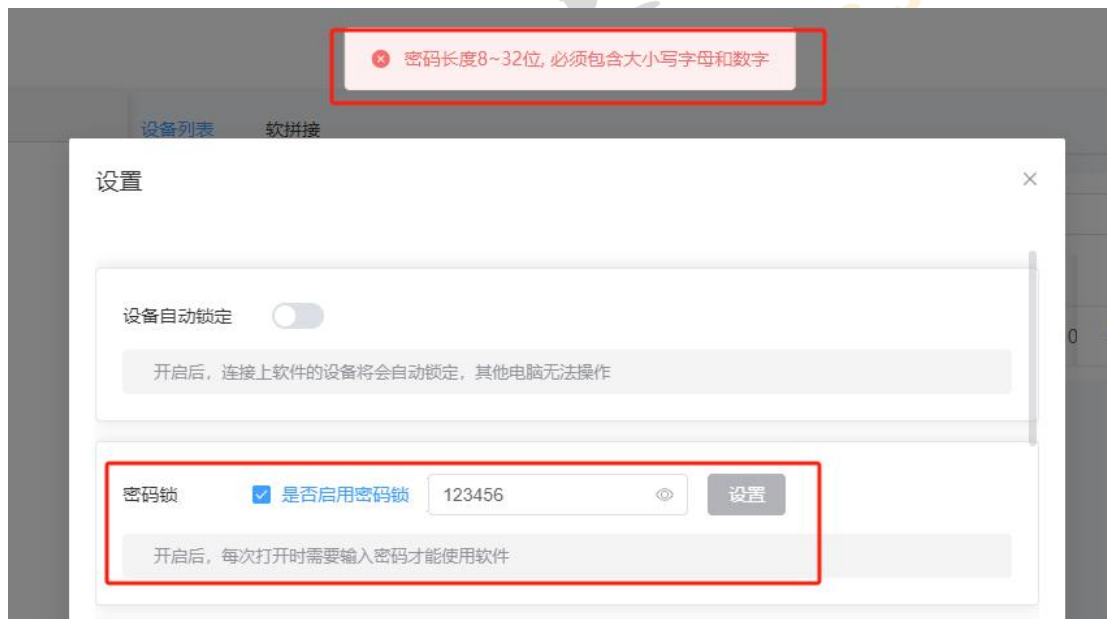 密码长度8~32位, 必须包含大小写字母和数字
设备列表 软拼接
设置
设备自动锁定
0
开启后，连接上软件的设备将会自动锁定，其他电脑无法操作
密码锁 是否启用密码锁 123456 设置
开启后，每次打开时需要输入密码才能使用软件